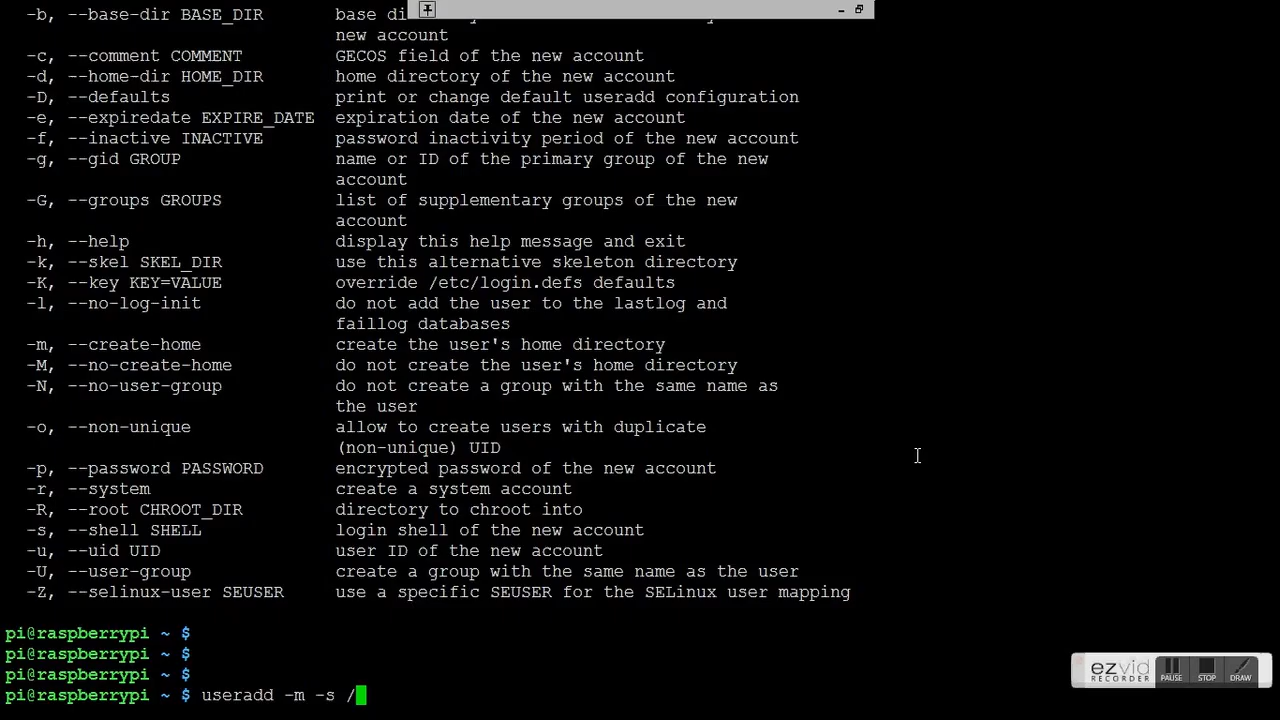 -b, --base-dir BASE_DIR       base di
                              new account
-c, --comment COMMENT         GECOS field of the new account
-d, --home-dir HOME_DIR       home directory of the new account
-D, --defaults                print or change default useradd configuration
-e, --expiredate EXPIRE_DATE  expiration date of the new account
-f, --inactive INACTIVE       password inactivity period of the new account
-g, --gid GROUP               name or ID of the primary group of the new
                              account
-G, --groups GROUPS           list of supplementary groups of the new
                              account
-h, --help                    display this help message and exit
-k, --skel SKEL_DIR           use this alternative skeleton directory
-K, --key KEY=VALUE           override /etc/login.defs defaults
-l, --no-log-init             do not add the user to the lastlog and
                              faillog databases
-m, --create-home             create the user's home directory
-M, --no-create-home          do not create the user's home directory
-N, --no-user-group           do not create a group with the same name as
                              the user
-o, --non-unique              allow to create users with duplicate
                              (non-unique) UID
-p, --password PASSWORD       encrypted password of the new account
-r, --system                  create a system account
-R, --root CHROOT_DIR         directory to chroot into
-s, --shell SHELL             login shell of the new account
-u, --uid UID                 user ID of the new account
-U, --user-group              create a group with the same name as the user
-Z, --selinux-user SEUSER     use a specific SEUSER for the SELinux user mapping
pi@raspberrypi ~ $
pi@raspberrypi ~ $
pi@raspberrypi ~ $
pi@raspberrypi ~ $ useradd -m -s /
ezvid
RECORDER
PAUSE
STOP
DRAW